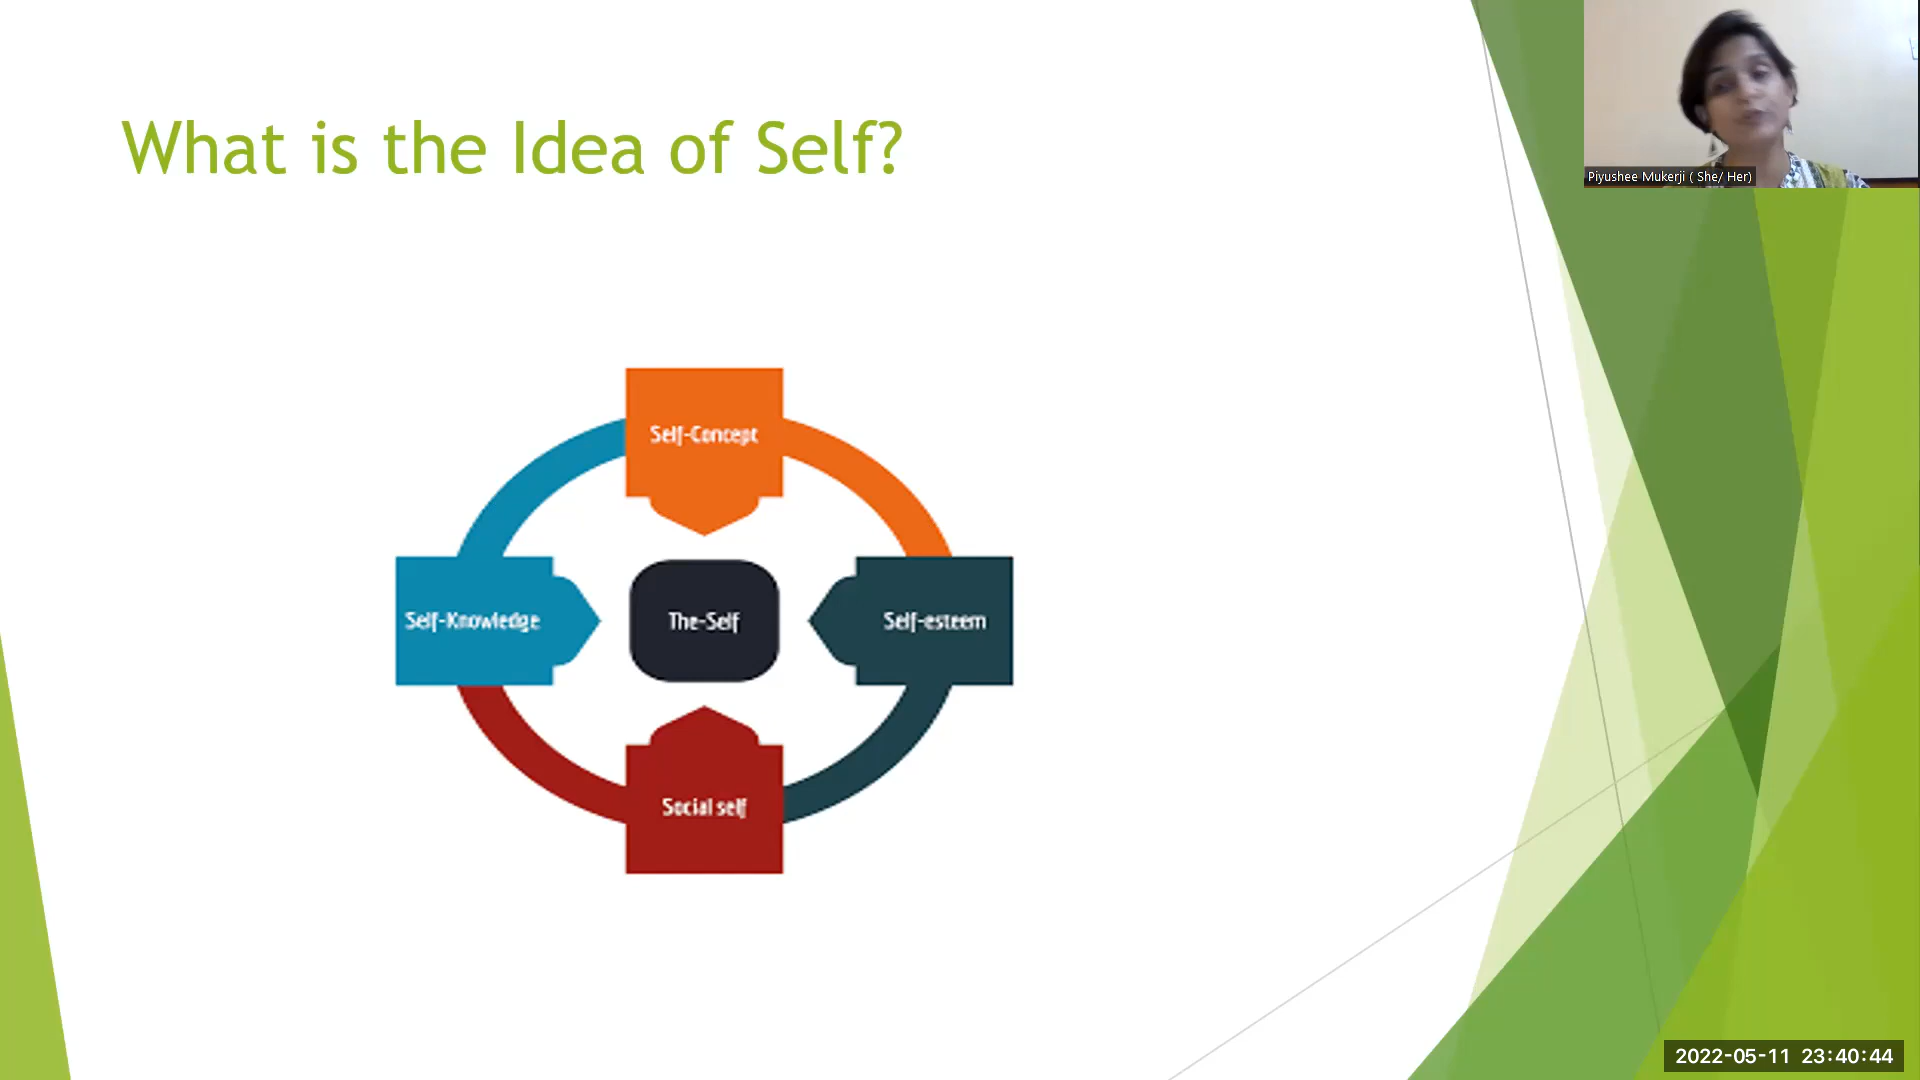 What is the Idea of Self?
Piyushee Mukerji ( She/ Her)
Self-Concept
Self-Knowledge
The-Self
Self-esteem
Social self
2022-05-11 23:40:44